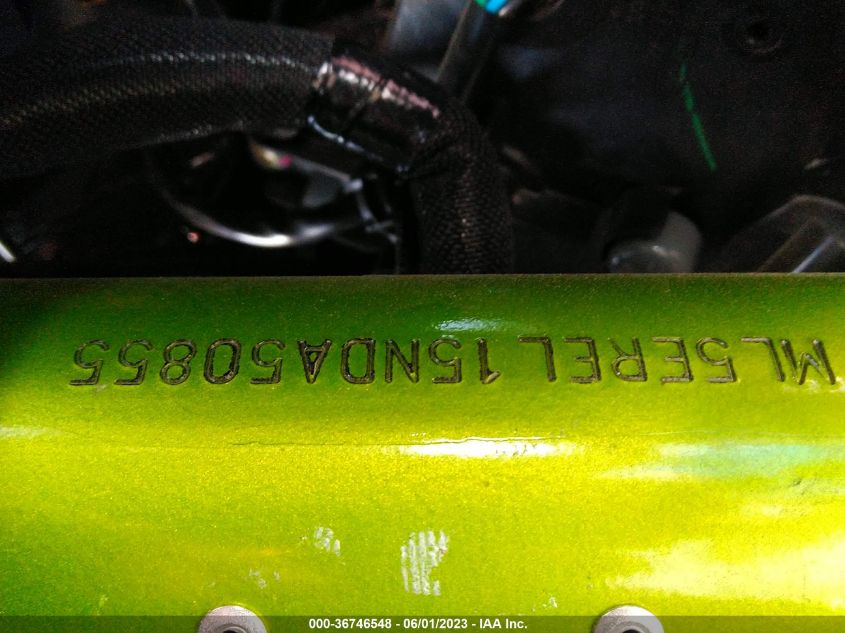 ML5EREL15NDA50855
000-36746548 - 06/01/2023 - IAA Inc.